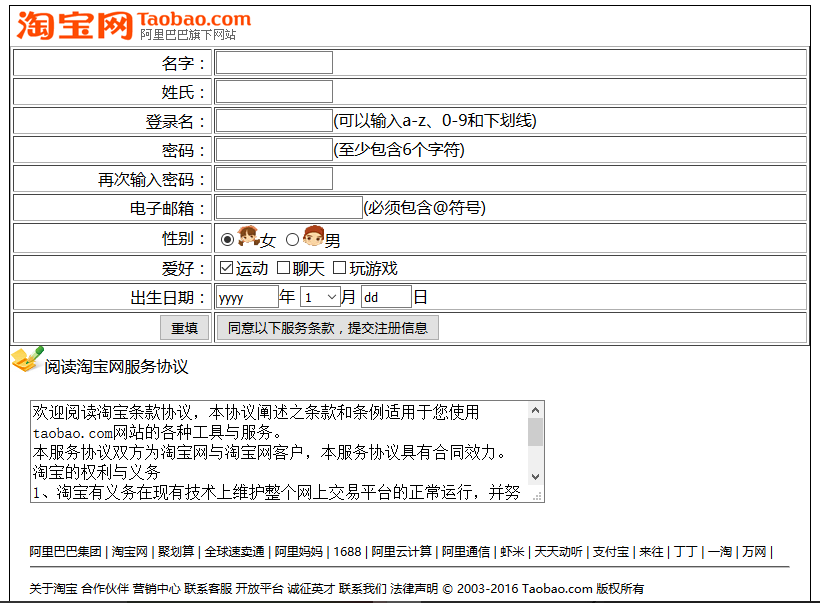 淘宝网 Taobao.com
阿里巴巴旗下网站
名字：
姓氏：
登录名： (可以输入a-z、0-9和下划线)
密码： (至少包含6个字符)
再次输入密码：
电子邮箱： (必须包含@符号)
性别： 女 男
爱好： 运动 聊天 玩游戏
出生日期： yyyy 年 1 月 dd 日
重填 同意以下服务条款，提交注册信息
阅读淘宝网服务协议
欢迎阅读淘宝条款协议，本协议阐述之条款和条例适用于您使用
taobao.com网站的各种工具与服务。
本服务协议双方为淘宝网与淘宝网客户，本服务协议具有合同效力。
淘宝的权利与义务
1、淘宝有义务在现有技术上维护整个网上交易平台的正常运行，并努
阿里巴巴集团 | 淘宝网 | 聚划算 | 全球速卖通 | 阿里妈妈 | 1688 | 阿里云计算 | 阿里通信 | 虾米 | 天天动听 | 支付宝 | 来往 | 丁丁 | 一淘 | 万网 |
关于淘宝 合作伙伴 营销中心 联系客服 开放平台 诚征英才 联系我们 法律声明 © 2003-2016 Taobao.com 版权所有